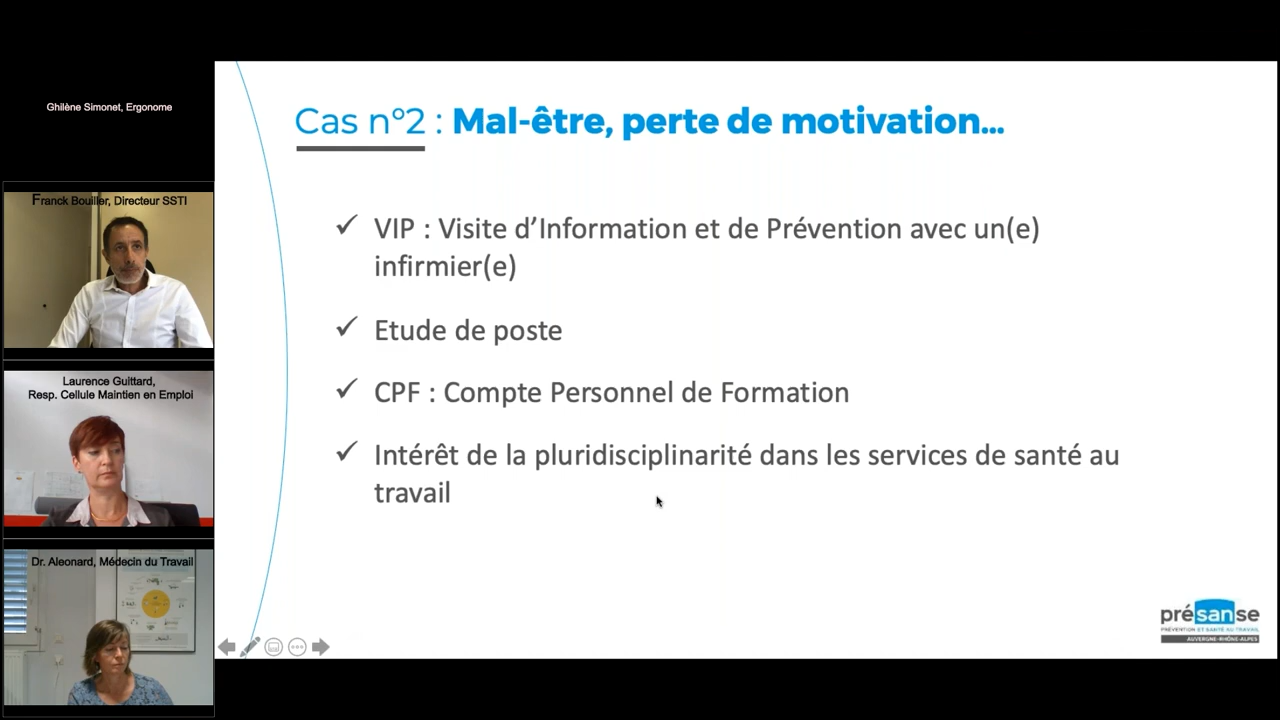 Ghilène Simonet, Ergonome
Franck Bouiller, Directeur SSTI
Laurence Guittard,
Resp. Cellule Maintien en Emploi
Dr. Aleonard, Médecin du Travail
Cas n°2 : Mal-être, perte de motivation...
✓ VIP : Visite d’Information et de Prévention avec un(e)
infirmier(e)
✓ Etude de poste
✓ CPF : Compte Personnel de Formation
✓ Intérêt de la pluridisciplinarité dans les services de santé au
travail
présanse
PRÉVENTION ET SANTÉ AU TRAVAIL
AUVERGNE-RHÔNE-ALPES